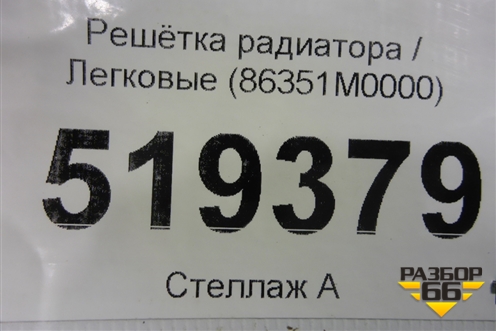 Решётка радиатора /
Легковые (86351M0000)
519379
Стеллаж А
РАЗБОР
66